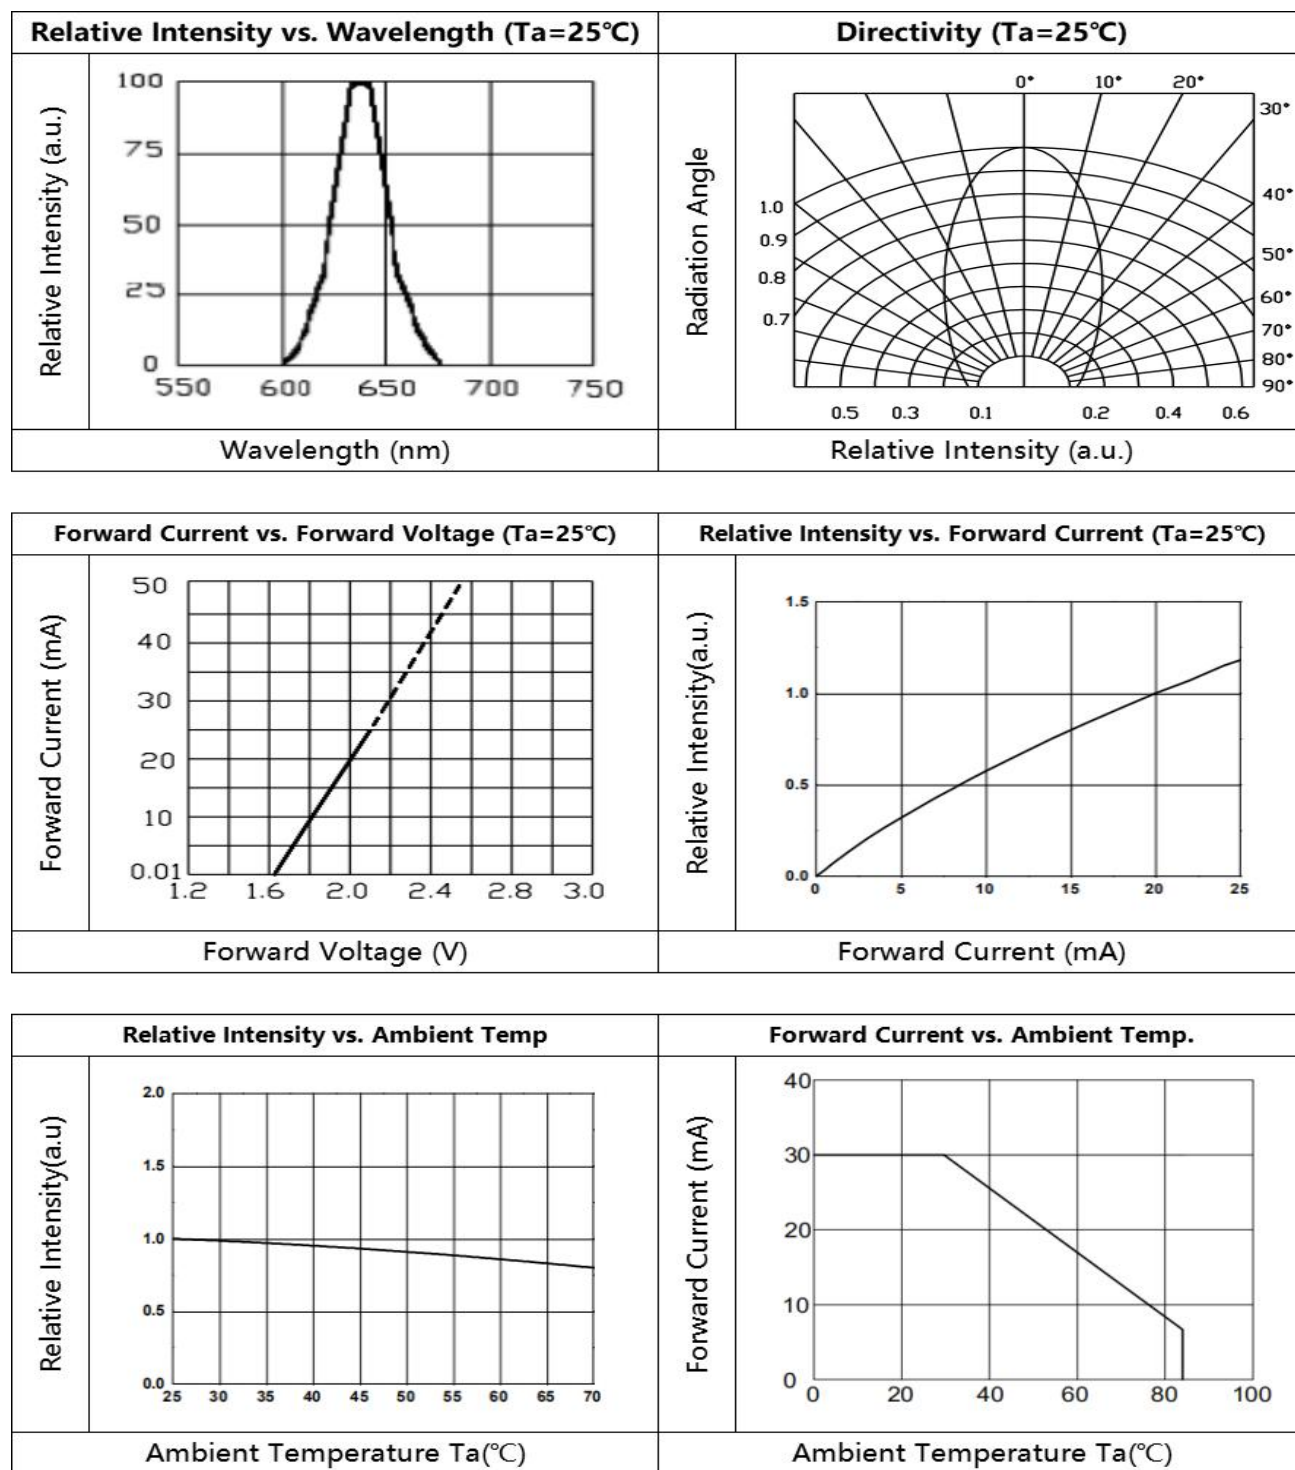 Relative Intensity vs. Wavelength (Ta=25℃)
Directivity (Ta=25℃)
Relative Intensity (a.u.)
100
75
50
25
0
550 600 650 700 750
Wavelength (nm)
Radiation Angle
0° 10° 20°
30°
40°
50°
60°
70°
80°
90°
1.0
0.9
0.8
0.7
0.5 0.3 0.1 0.2 0.4 0.6
Relative Intensity (a.u.)
Forward Current vs. Forward Voltage (Ta=25℃)
Relative Intensity vs. Forward Current (Ta=25℃)
Forward Current (mA)
50
40
30
20
10
0.01
1.2 1.6 2.0 2.4 2.8 3.0
Forward Voltage (V)
Relative Intensity(a.u.)
1.5
1.0
0.5
0.0
0 5 10 15 20 25
Forward Current (mA)
Relative Intensity vs. Ambient Temp
Forward Current vs. Ambient Temp.
Relative Intensity(a.u)
2.0
1.5
1.0
0.5
0.0
25 30 35 40 45 50 55 60 65 70
Ambient Temperature Ta(℃)
Forward Current (mA)
40
30
20
10
0
0 20 40 60 80 100
Ambient Temperature Ta(℃)